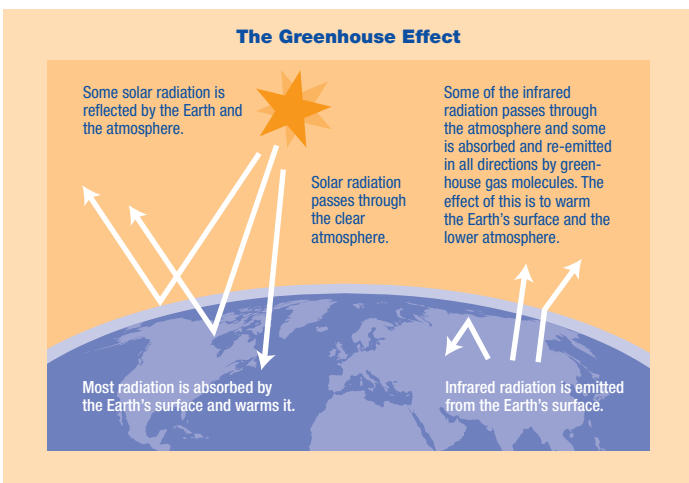 The Greenhouse Effect
Some solar radiation is
reflected by the Earth and
the atmosphere.
Solar radiation
passes through
the clear
atmosphere.
Some of the infrared
radiation passes through
the atmosphere and some
is absorbed and re-emitted
in all directions by green-
house gas molecules. The
effect of this is to warm
the Earth’s surface and the
lower atmosphere.
Most radiation is absorbed by
the Earth’s surface and warms it.
Infrared radiation is emitted
from the Earth’s surface.